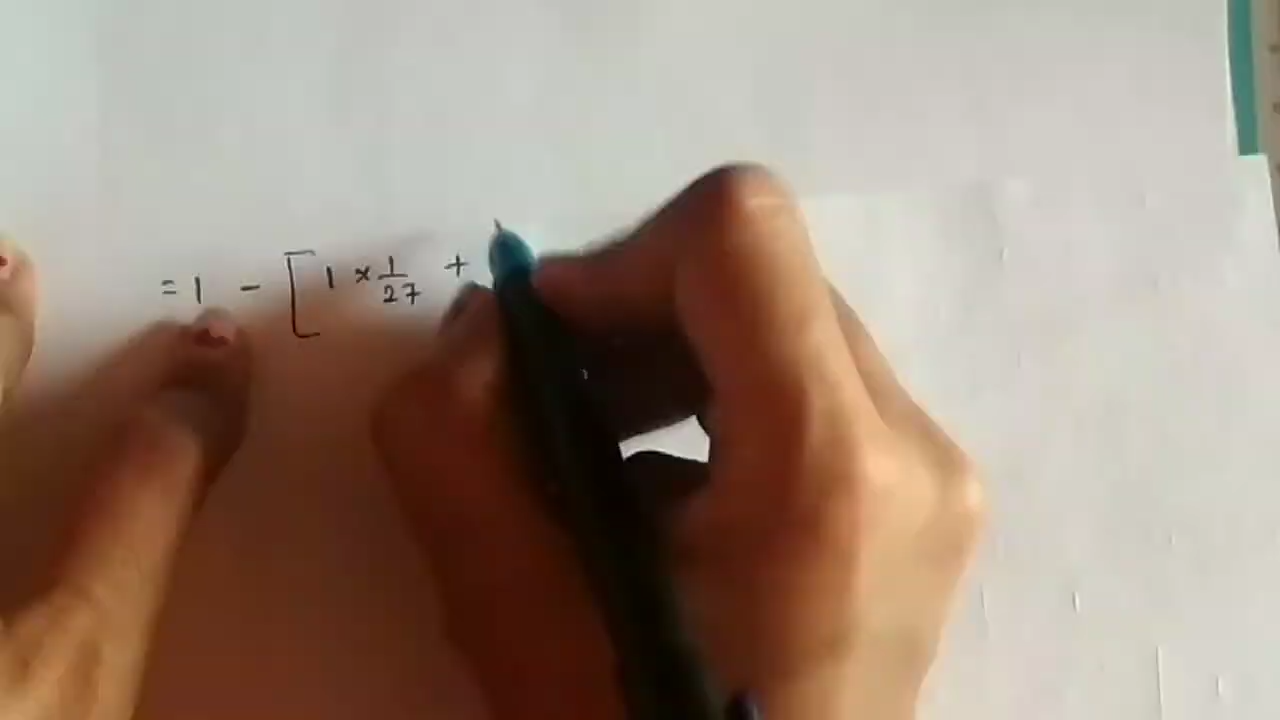 = 1 - [ 1 × 1/27 +